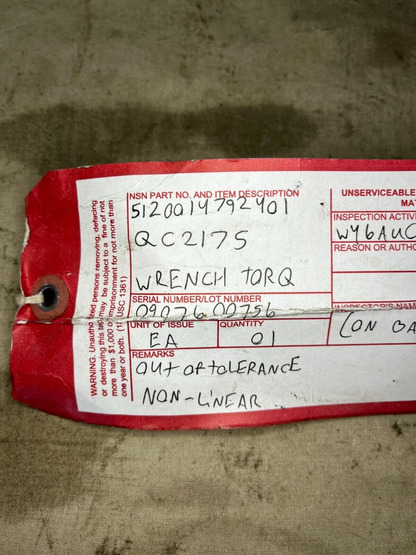 NSN PART NO. AND ITEM DESCRIPTION
5120014792401
QC2175
WRENCH TORQ
SERIAL NUMBER/LOT NUMBER
0907600756
UNIT OF ISSUE
EA
QUANTITY
01
REMARKS
OUT OF TOLERANCE
NON-LINEAR
UNSERVICEABLE
MAT
INSPECTION ACTIVI
WY6AUC
REASON OR AUTHO
INSPECTOR'S NAM
WARNING. Unauthorized persons removing, defacing
or destroying this tag may be subject to a fine of not
more than $1,000 or imprisonment for not more than
one year or both. (18 USC 1361)